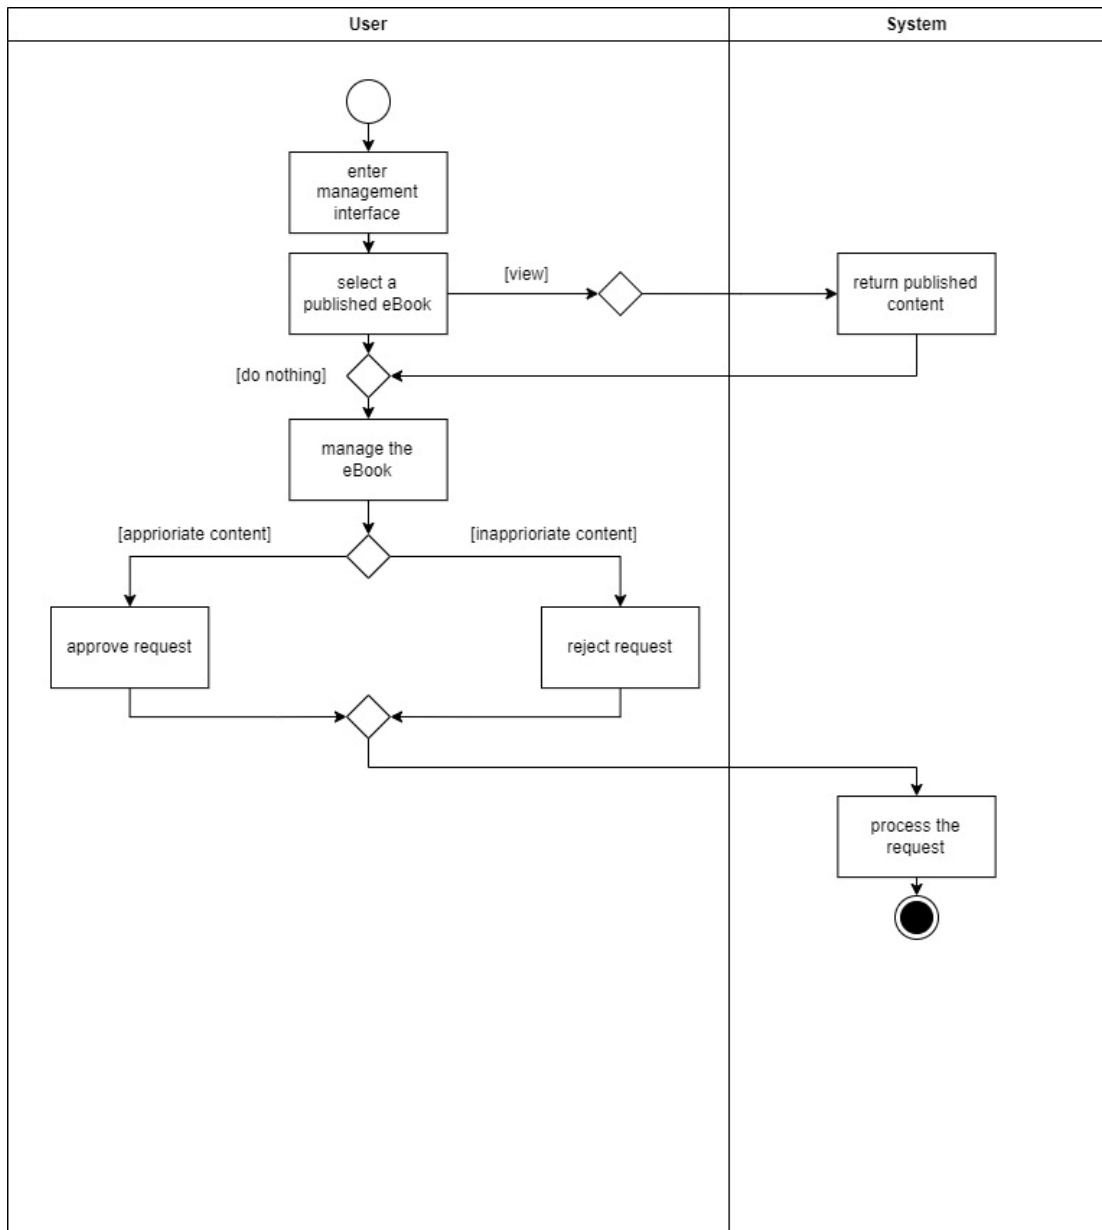 User
System
enter
management
interface
select a
published eBook
[view]
return published
content
[do nothing]
manage the
eBook
[apprioriate content]
[inapprioriate content]
approve request
reject request
process the
request